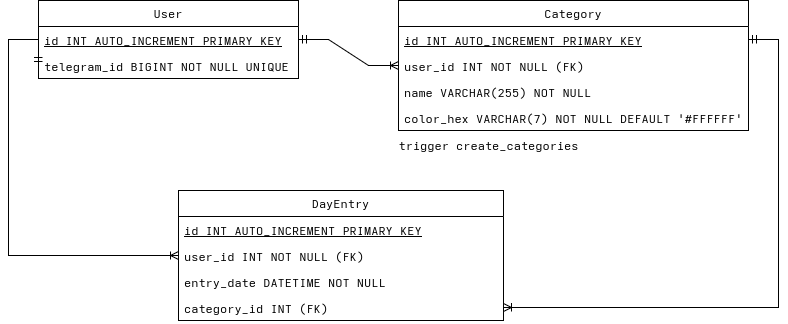 User
id INT AUTO_INCREMENT PRIMARY KEY
telegram_id BIGINT NOT NULL UNIQUE
Category
id INT AUTO_INCREMENT PRIMARY KEY
user_id INT NOT NULL (FK)
name VARCHAR(255) NOT NULL
color_hex VARCHAR(7) NOT NULL DEFAULT '#FFFFFF'
trigger create_categories
DayEntry
id INT AUTO_INCREMENT PRIMARY KEY
user_id INT NOT NULL (FK)
entry_date DATETIME NOT NULL
category_id INT (FK)